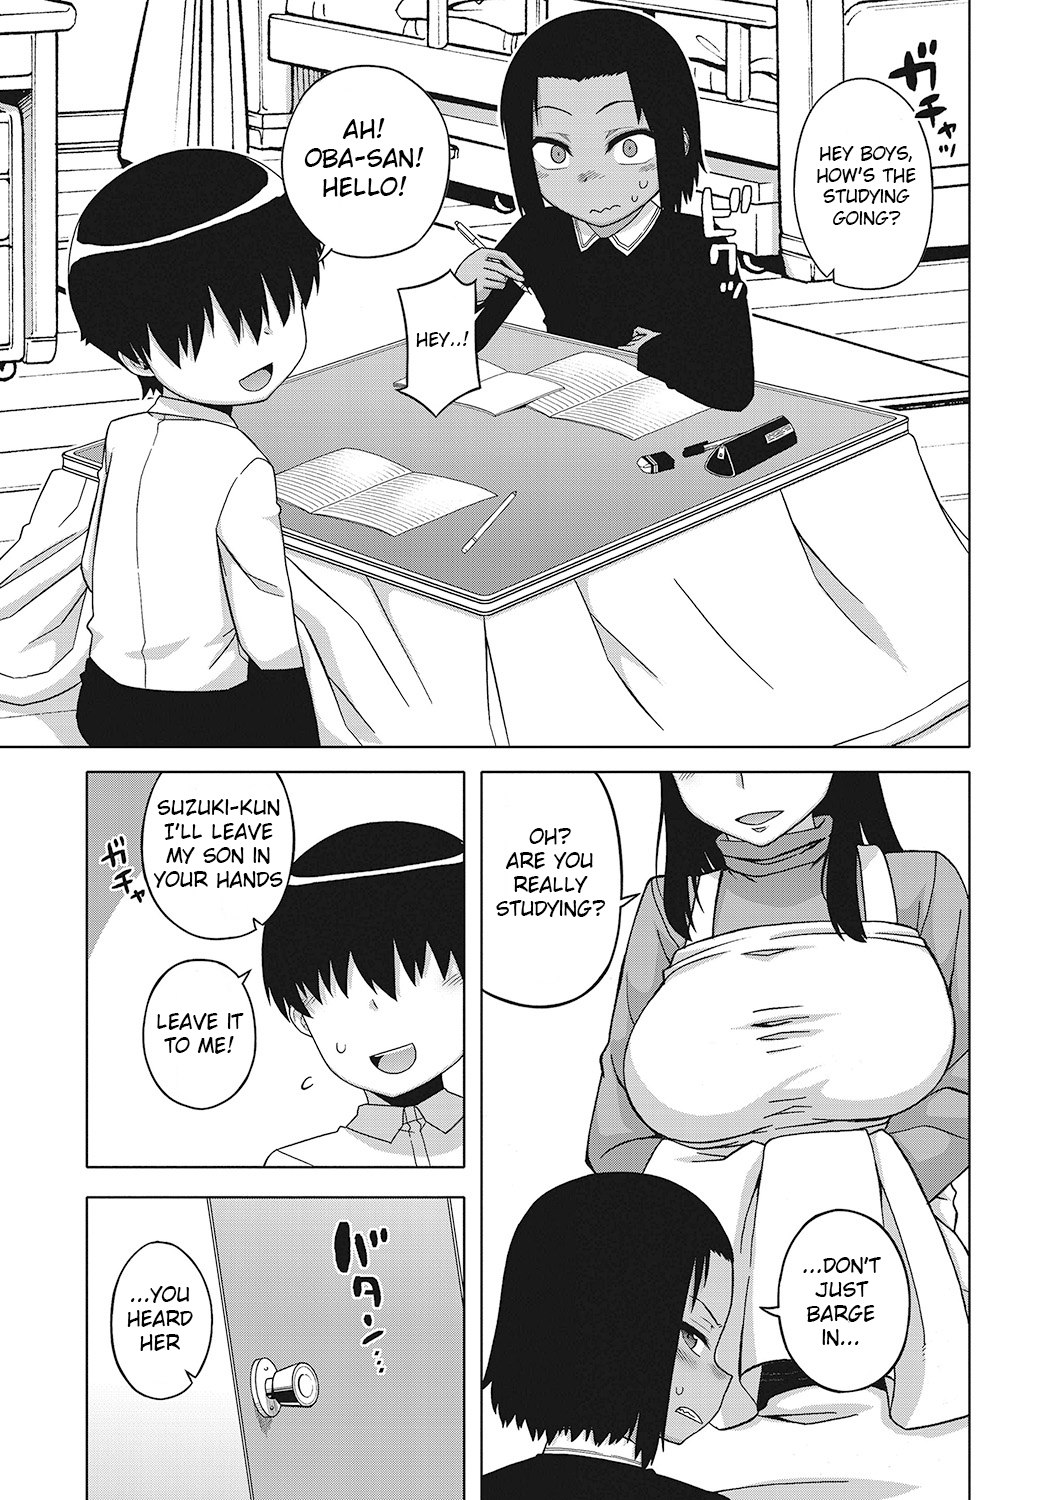 HEY BOYS,
HOW'S THE
STUDYING
GOING?
ガチャッ
ビクッ
AH!
OBA-SAN!
HELLO!
HEY..!
OH?
ARE YOU
REALLY
STUDYING?
...DON'T
JUST
BARGE
IN...
SUZUKI-KUN
I'LL LEAVE
MY SON IN
YOUR HANDS
ガチャ
LEAVE IT
TO ME!
バタン...
...YOU
HEARD
HER